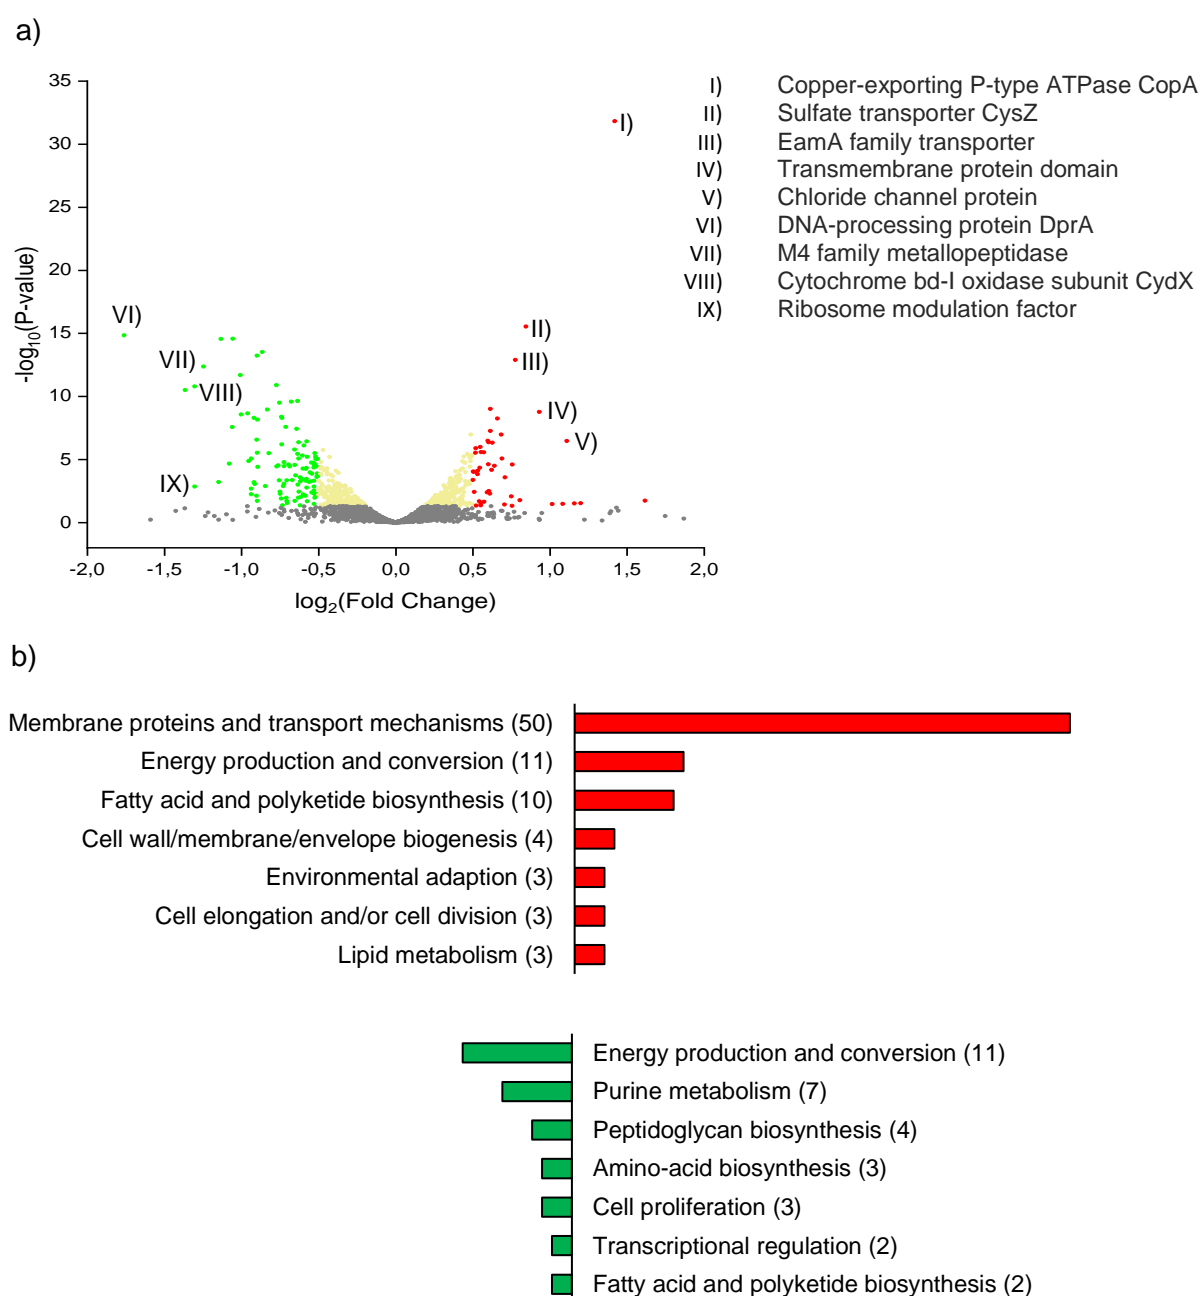 a)
35
30
25
20
15
10
5
0
-log10(P-value)
-2,0 -1,5 -1,0 -0,5 0,0 0,5 1,0 1,5 2,0
log2(Fold Change)
I)
II)
III)
IV)
V)
VI)
VII)
VIII)
IX)
I) Copper-exporting P-type ATPase CopA
II) Sulfate transporter CysZ
III) EamA family transporter
IV) Transmembrane protein domain
V) Chloride channel protein
VI) DNA-processing protein DprA
VII) M4 family metallopeptidase
VIII) Cytochrome bd-I oxidase subunit CydX
IX) Ribosome modulation factor
b)
Membrane proteins and transport mechanisms (50)
Energy production and conversion (11)
Fatty acid and polyketide biosynthesis (10)
Cell wall/membrane/envelope biogenesis (4)
Environmental adaption (3)
Cell elongation and/or cell division (3)
Lipid metabolism (3)
Energy production and conversion (11)
Purine metabolism (7)
Peptidoglycan biosynthesis (4)
Amino-acid biosynthesis (3)
Cell proliferation (3)
Transcriptional regulation (2)
Fatty acid and polyketide biosynthesis (2)